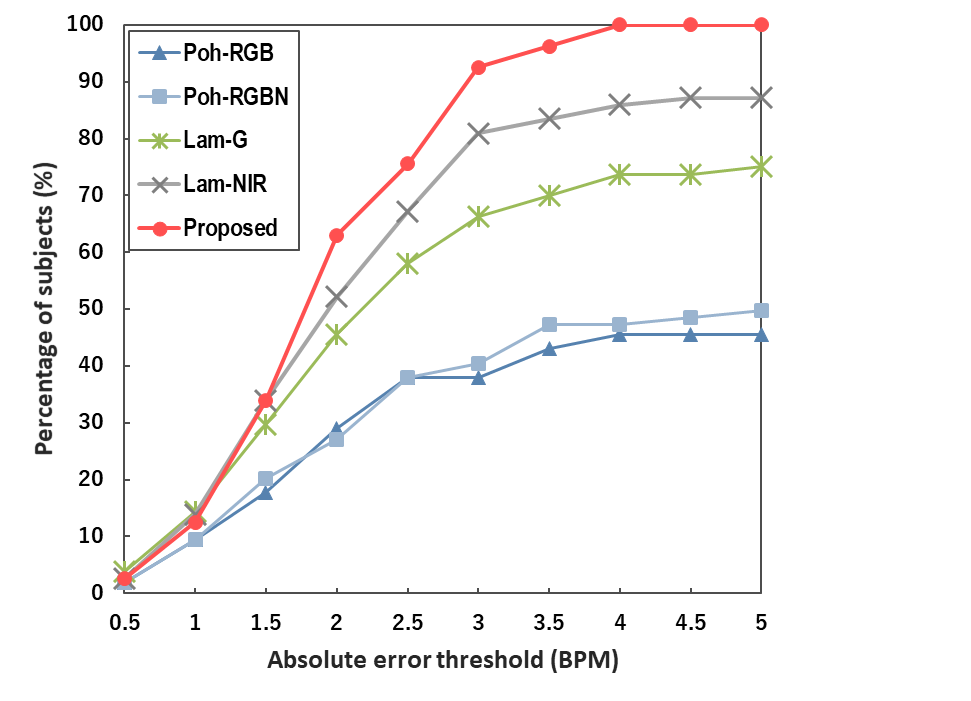 100
90
80
70
60
50
40
30
20
10
0
Percentage of subjects (%)
Poh-RGB
Poh-RGBN
Lam-G
Lam-NIR
Proposed
0.5 1 1.5 2 2.5 3 3.5 4 4.5 5
Absolute error threshold (BPM)